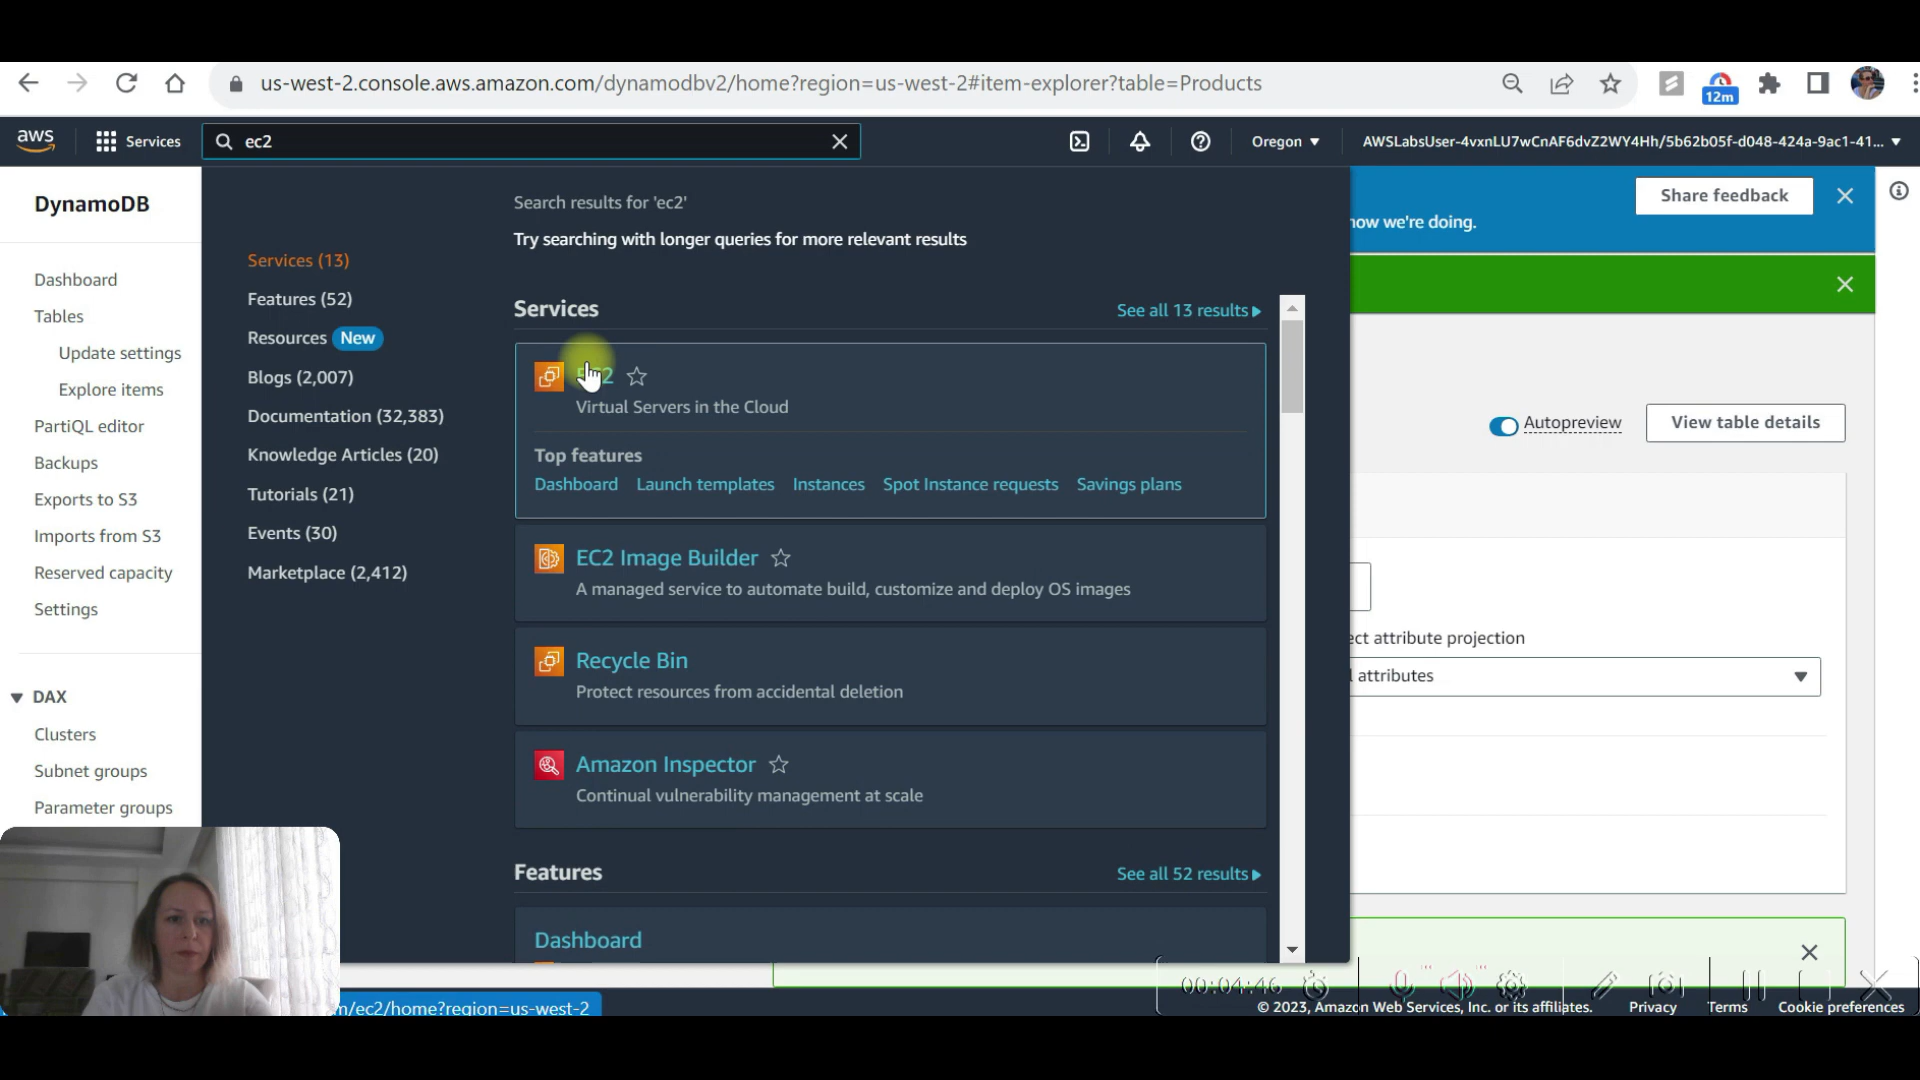 us-west-2.console.aws.amazon.com/dynamodbv2/home?region=us-west-2#item-explorer?table=Products
12m
aws
Services
ec2
Oregon
AWSLabsUser-4vxnLU7wCnAF6dvZ2WY4Hh/5b62b05f-d048-424a-9ac1-41...
DynamoDB
Dashboard
Tables
Update settings
Explore items
PartiQL editor
Backups
Exports to S3
Imports from S3
Reserved capacity
Settings
DAX
Clusters
Subnet groups
Parameter groups
Services (13)
Features (52)
Resources New
Blogs (2,007)
Documentation (32,383)
Knowledge Articles (20)
Tutorials (21)
Events (30)
Marketplace (2,412)
Search results for 'ec2'
Try searching with longer queries for more relevant results
Services
See all 13 results
EC2
Virtual Servers in the Cloud
Top features
Dashboard Launch templates Instances Spot Instance requests Savings plans
EC2 Image Builder
A managed service to automate build, customize and deploy OS images
Recycle Bin
Protect resources from accidental deletion
Amazon Inspector
Continual vulnerability management at scale
Features
See all 52 results
Dashboard
Share feedback
how we're doing.
Autopreview
View table details
ect attribute projection
l attributes
00:04:46
m/ec2/home?region=us-west-2
© 2023, Amazon Web Services, Inc. or its affiliates.
Privacy Terms Cookie preferences